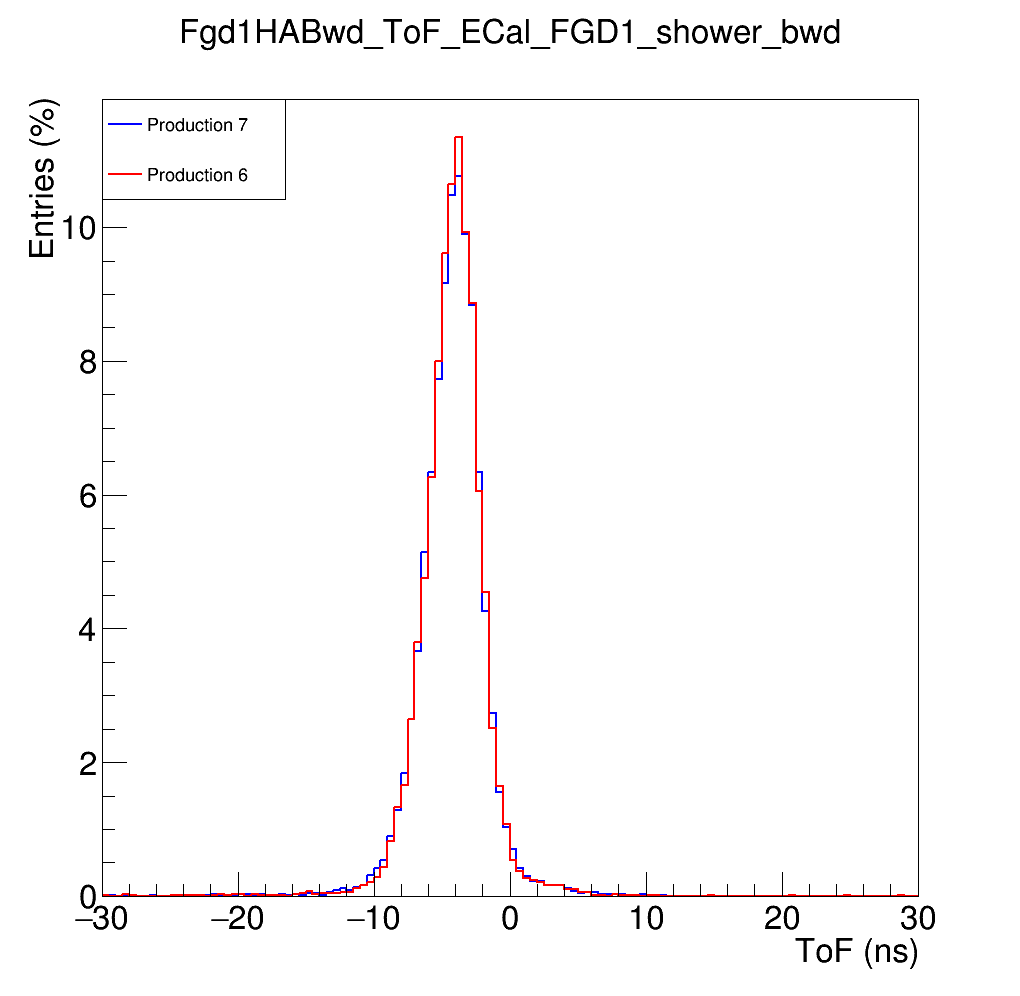 Fgd1HABwd_ToF_ECal_FGD1_shower_bwd
Entries (%)
Production 7
Production 6
10
8
6
4
2
0
−30 −20 −10 0 10 20 30
ToF (ns)